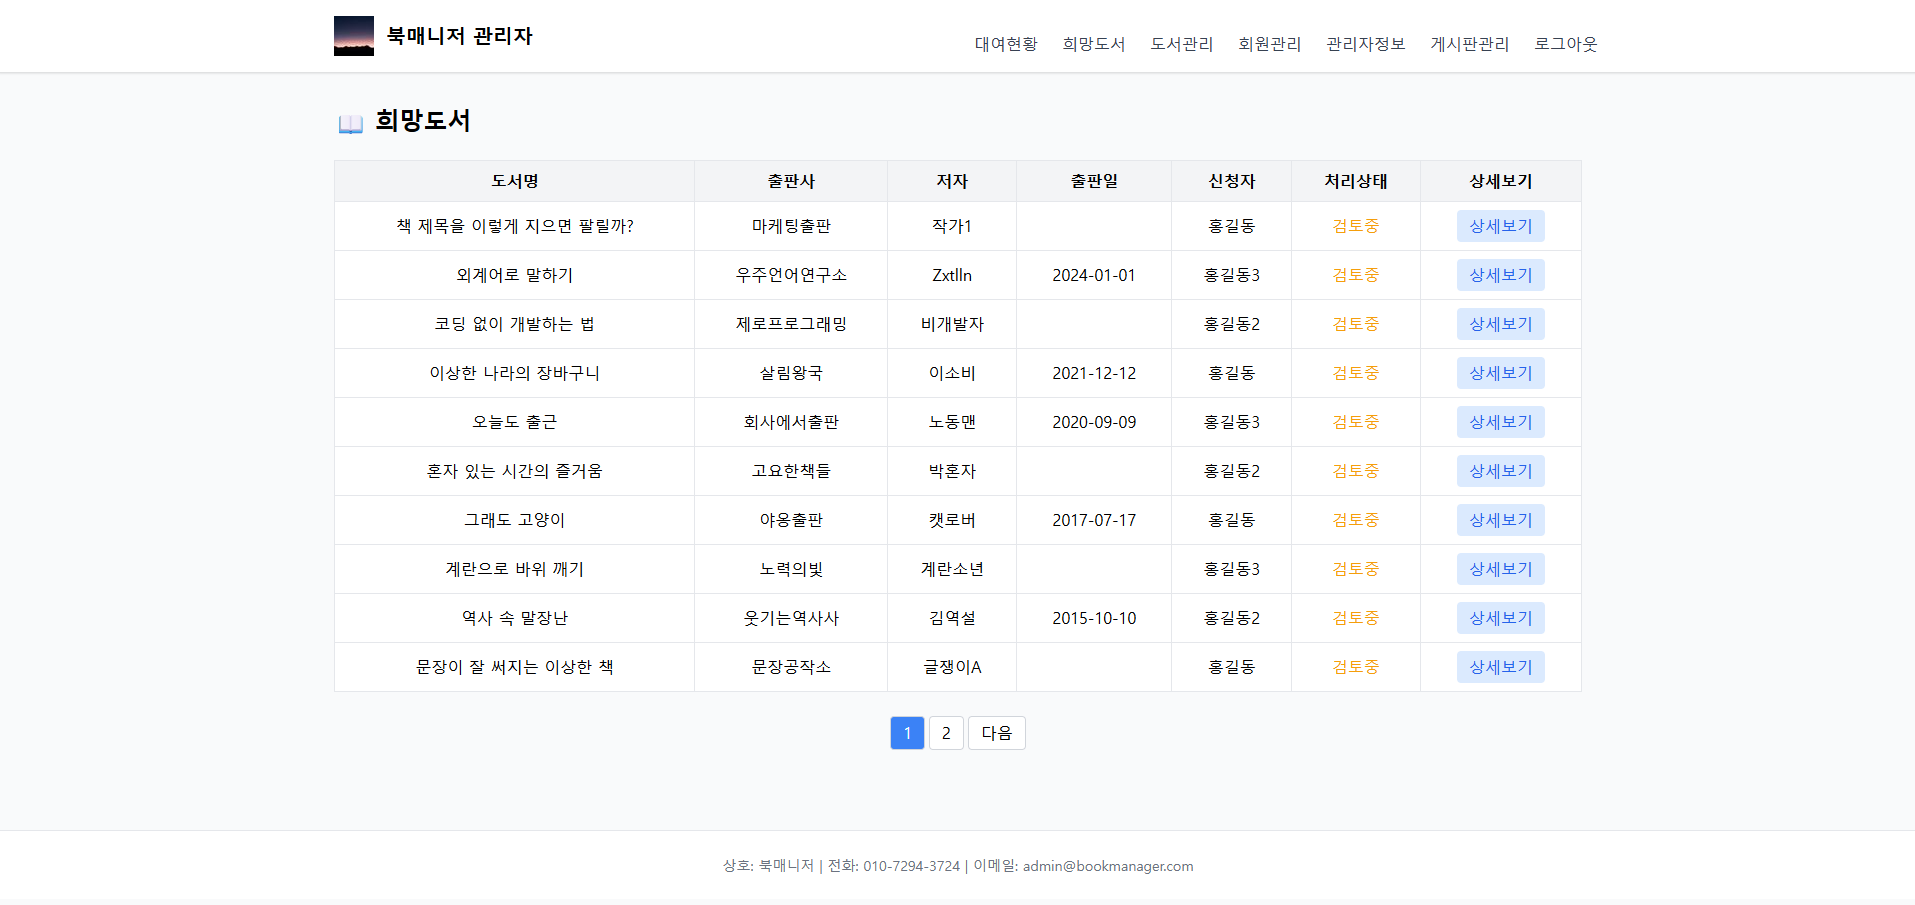 북매니저 관리자
대여현황 희망도서 도서관리 회원관리 관리자정보 게시판관리 로그아웃
희망도서
도서명 출판사 저자 출판일 신청자 처리상태 상세보기
책 제목을 이렇게 지으면 팔릴까? 마케팅출판 작가1 홍길동 검토중 상세보기
외계어로 말하기 우주언어연구소 Zxtlln 2024-01-01 홍길동3 검토중 상세보기
코딩 없이 개발하는 법 제로프로그래밍 비개발자 홍길동2 검토중 상세보기
이상한 나라의 장바구니 살림왕국 이소비 2021-12-12 홍길동 검토중 상세보기
오늘도 출근 회사에서출판 노동맨 2020-09-09 홍길동3 검토중 상세보기
혼자 있는 시간의 즐거움 고요한책들 박혼자 홍길동2 검토중 상세보기
그래도 고양이 야옹출판 캣로버 2017-07-17 홍길동 검토중 상세보기
계란으로 바위 깨기 노력의빛 계란소년 홍길동3 검토중 상세보기
역사 속 말장난 웃기는역사사 김역설 2015-10-10 홍길동2 검토중 상세보기
문장이 잘 써지는 이상한 책 문장공작소 글쟁이A 홍길동 검토중 상세보기
1 2 다음
상호: 북매니저 | 전화: 010-7294-3724 | 이메일: admin@bookmanager.com